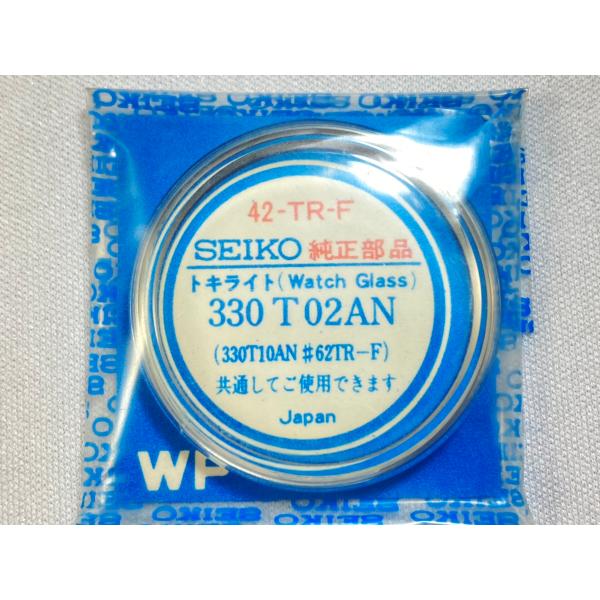 42-TR-F
SEIKO 純正部品
トキライト(Watch Glass)
330 T 02AN
(330T10AN #62TR-F)
共通してご使用できます
Japan
WP